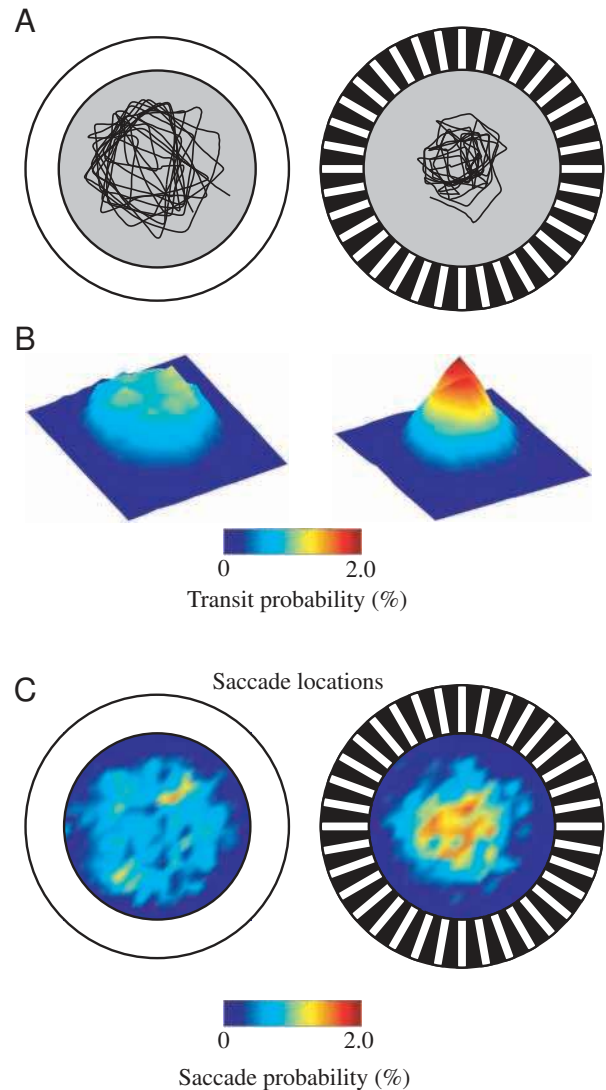 A
B
0 2.0
Transit probability (%)
C
Saccade locations
0 2.0
Saccade probability (%)